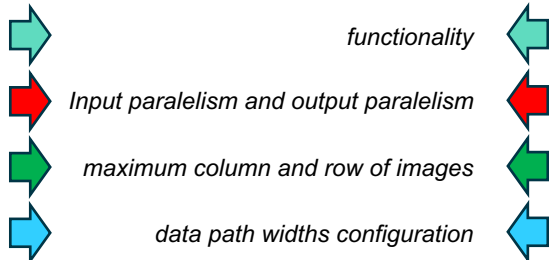 functionality
Input paralelism and output paralelism
maximum column and row of images
data path widths configuration